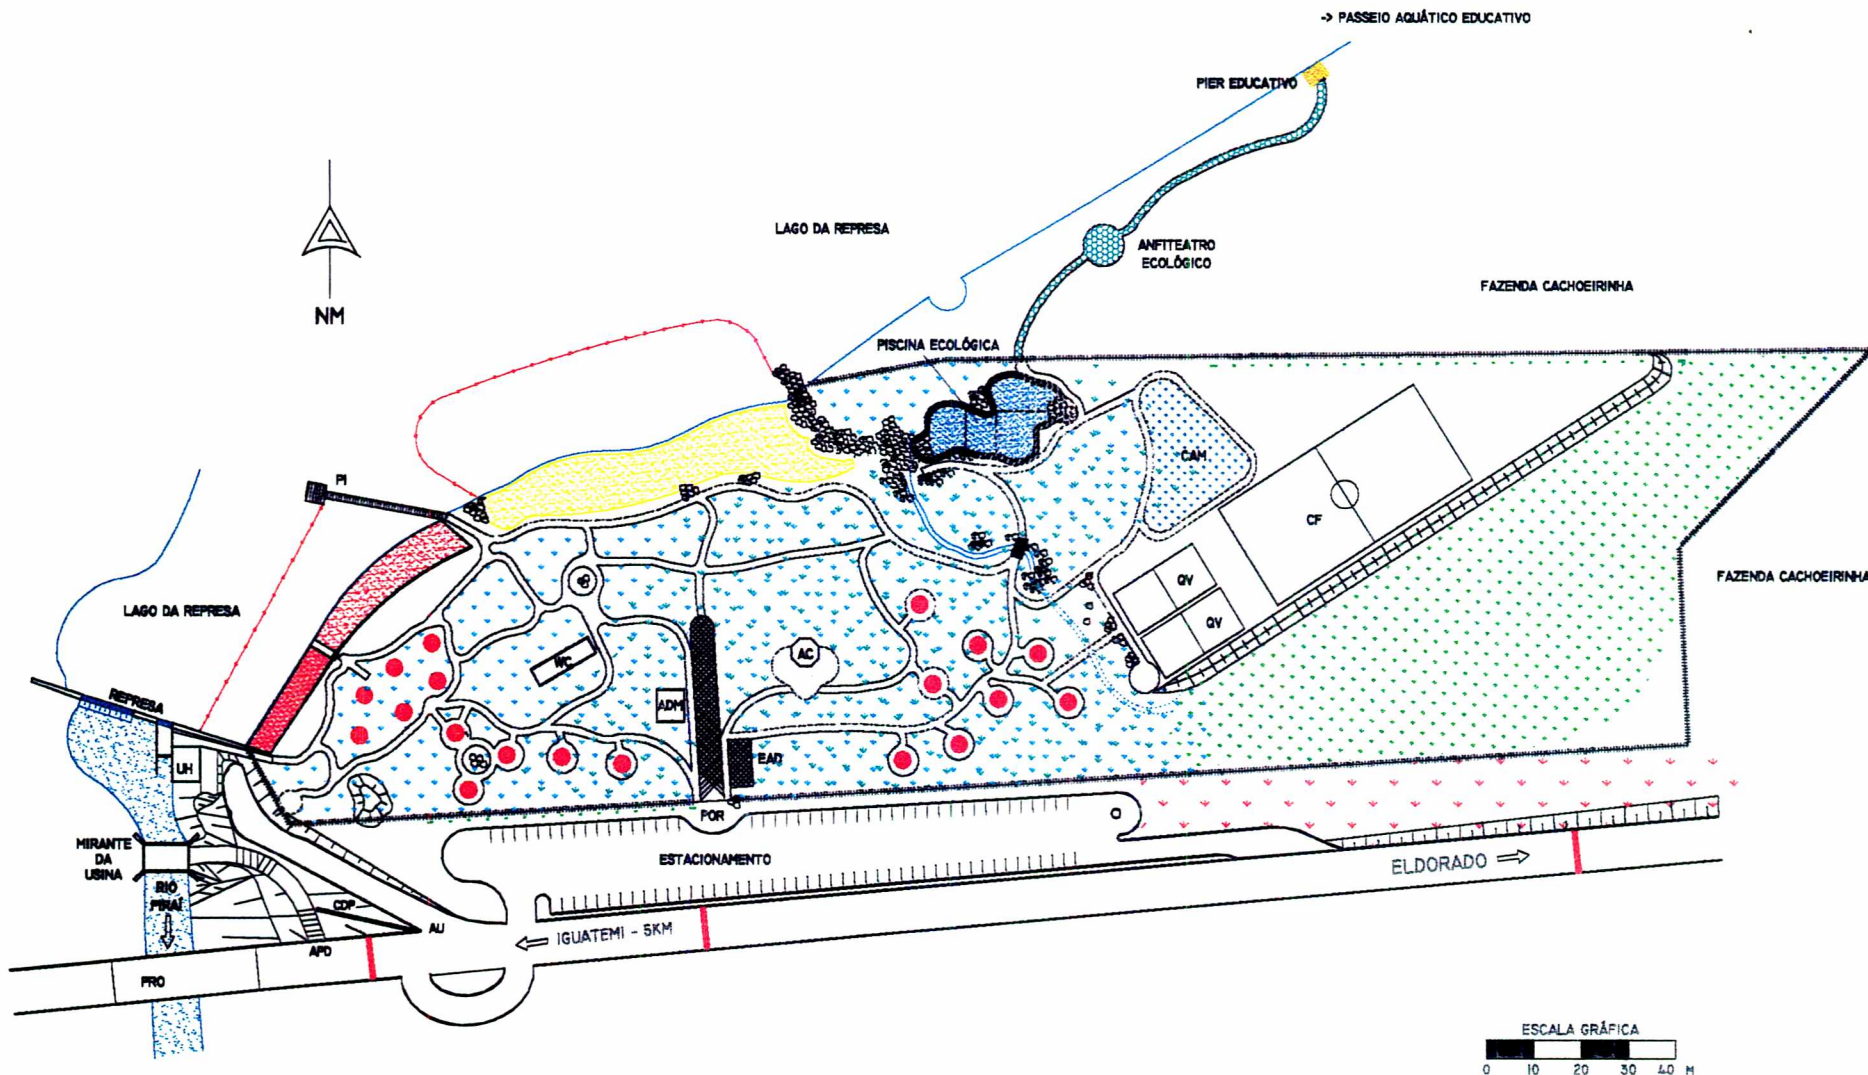 -> PASSEIO AQUÁTICO EDUCATIVO
PIER EDUCATIVO
LAGO DA REPRESA
ANFITEATRO
ECOLÓGICO
FAZENDA CACHOEIRINHA
NM
PISCINA ECOLÓGICA
CAM
PI
CF
QV
FAZENDA CACHOEIRINHA
LAGO DA REPRESA
QV
WC
AC
REPRESA
ADM
EAD
UH
POR
MIRANTE
DA
USINA
ESTACIONAMENTO
ELDORADO
RIO
PIRAÍ
CDP
AU
IGUATEMI - 5KM
APD
PRO
ESCALA GRÁFICA
0 10 20 30 40 M